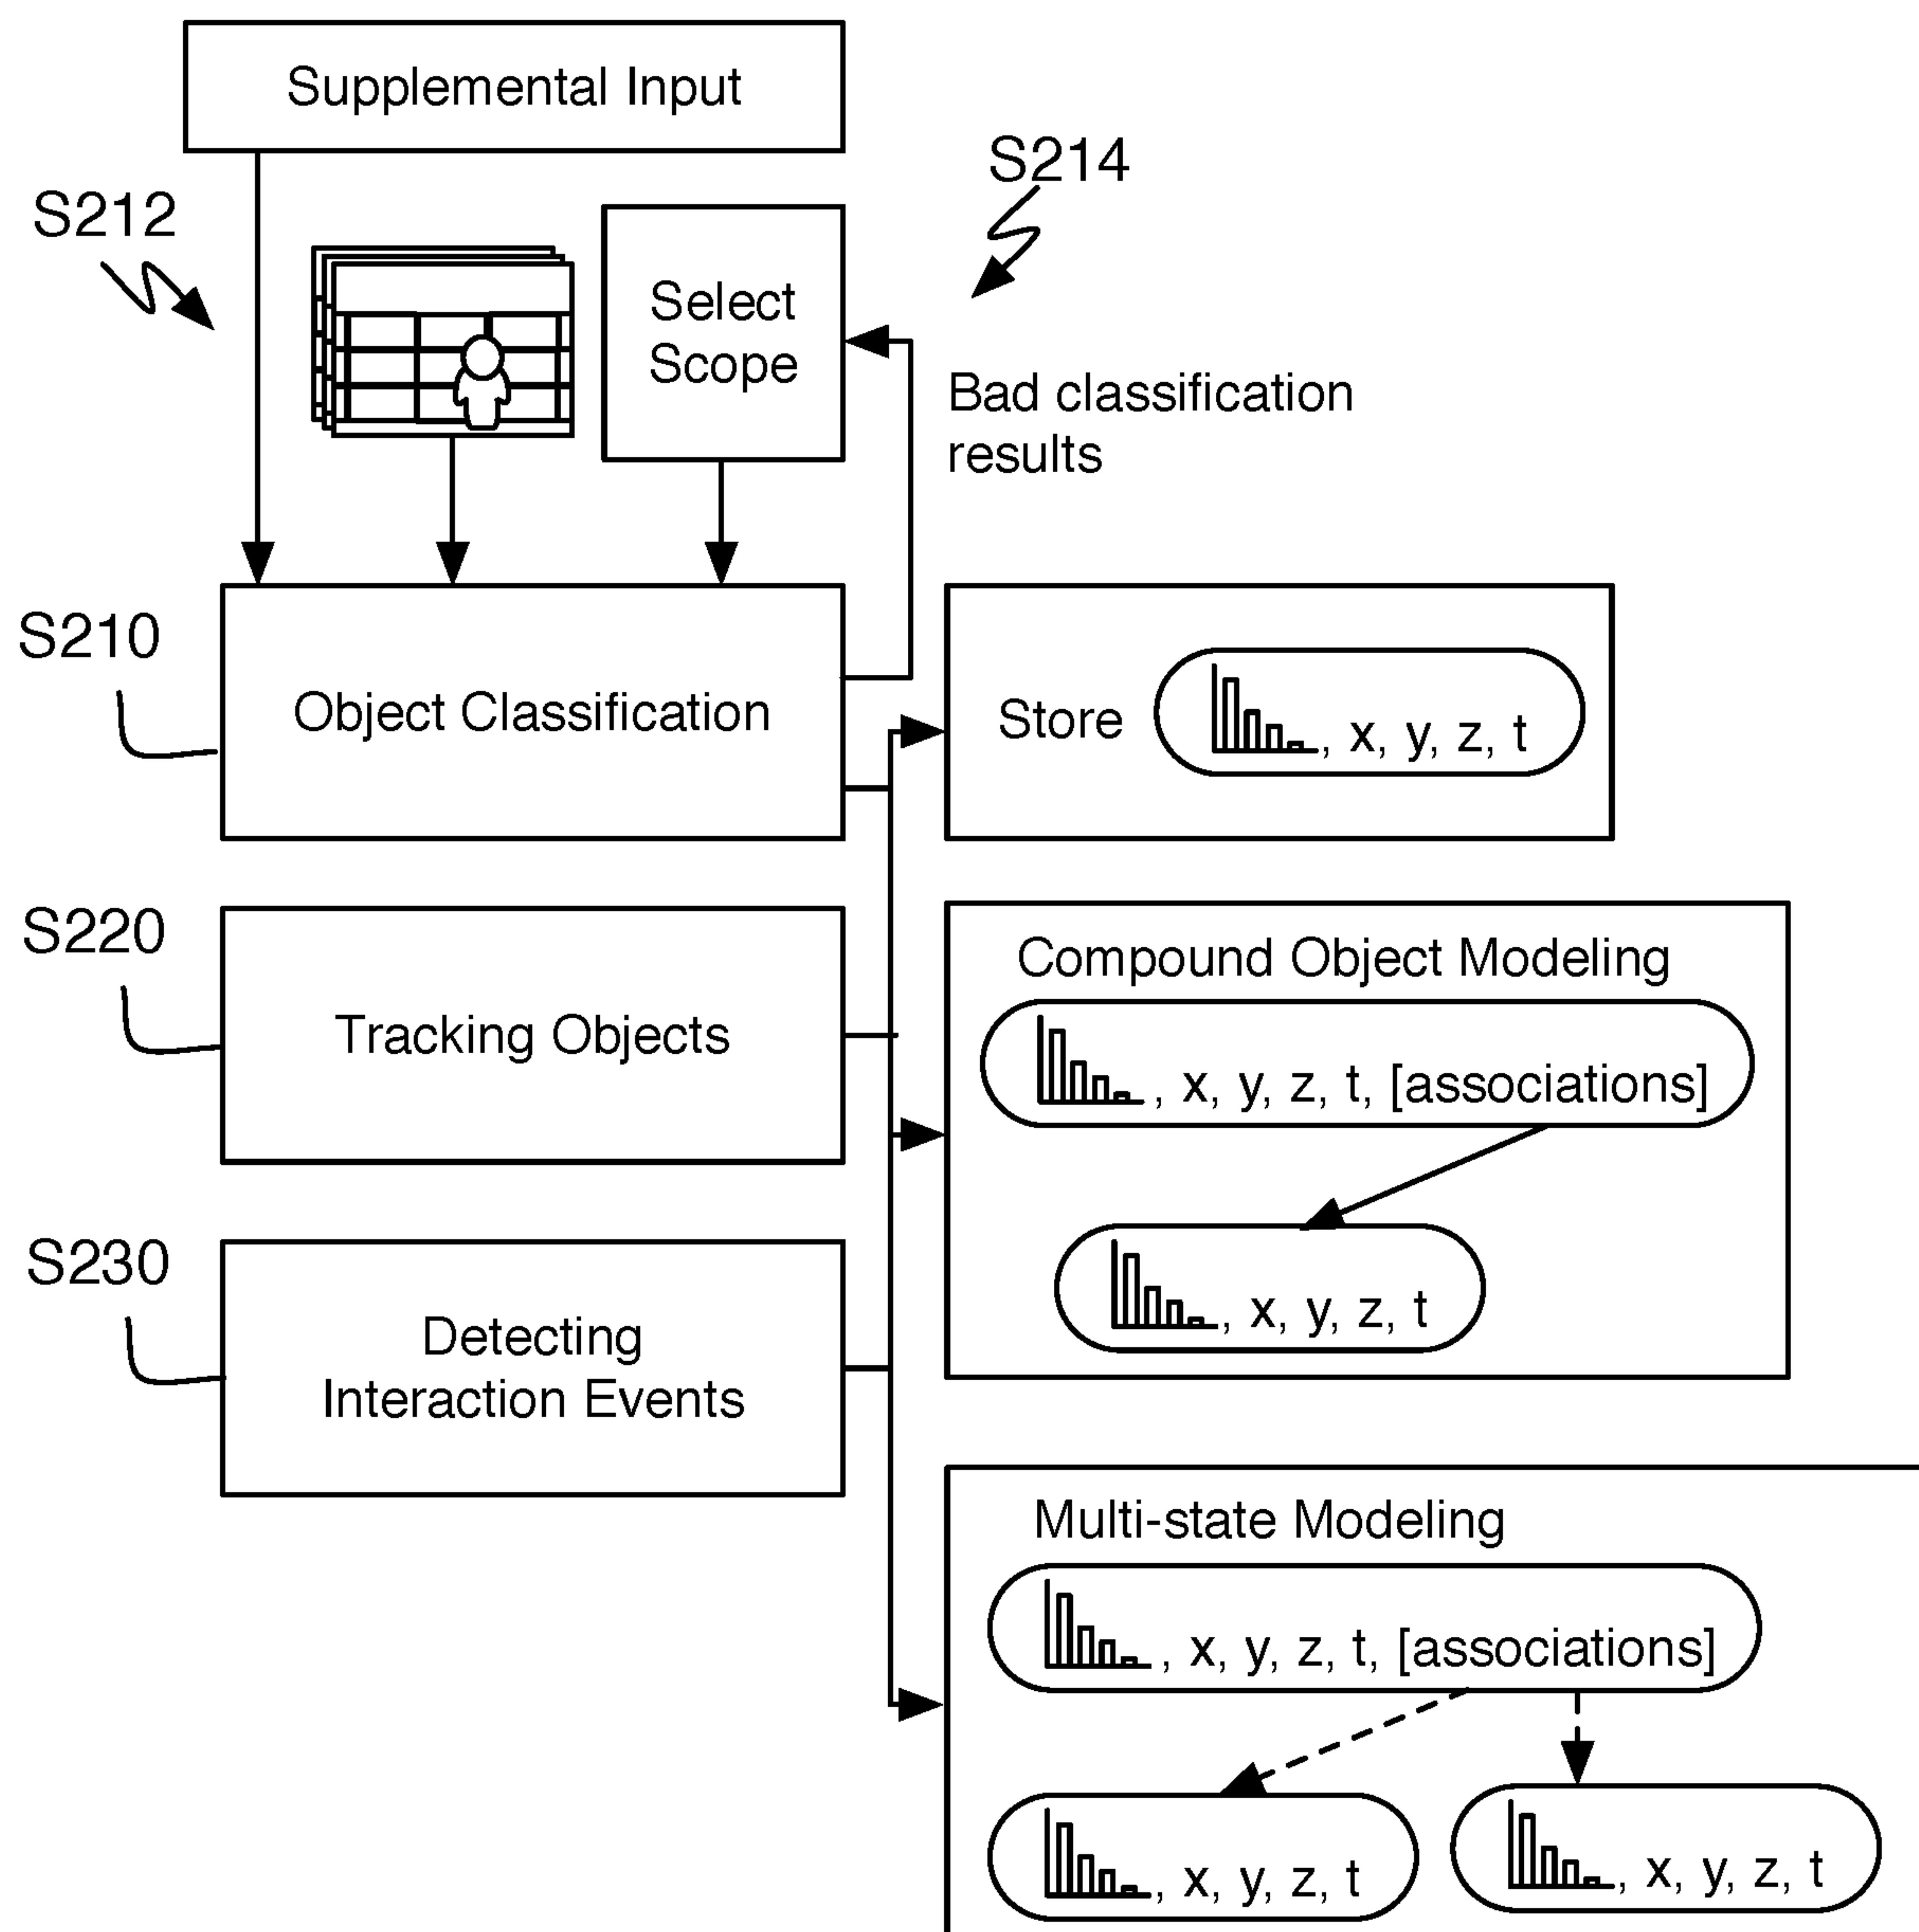 Supplemental Input
S212
S214
Select
Scope
Bad classification
results
S210
Object Classification
Store
, x, y, z, t
S220
Tracking Objects
Compound Object Modeling
, x, y, z, t, [associations]
, x, y, z, t
S230
Detecting
Interaction Events
Multi-state Modeling
, x, y, z, t, [associations]
, x, y, z, t
, x, y, z, t